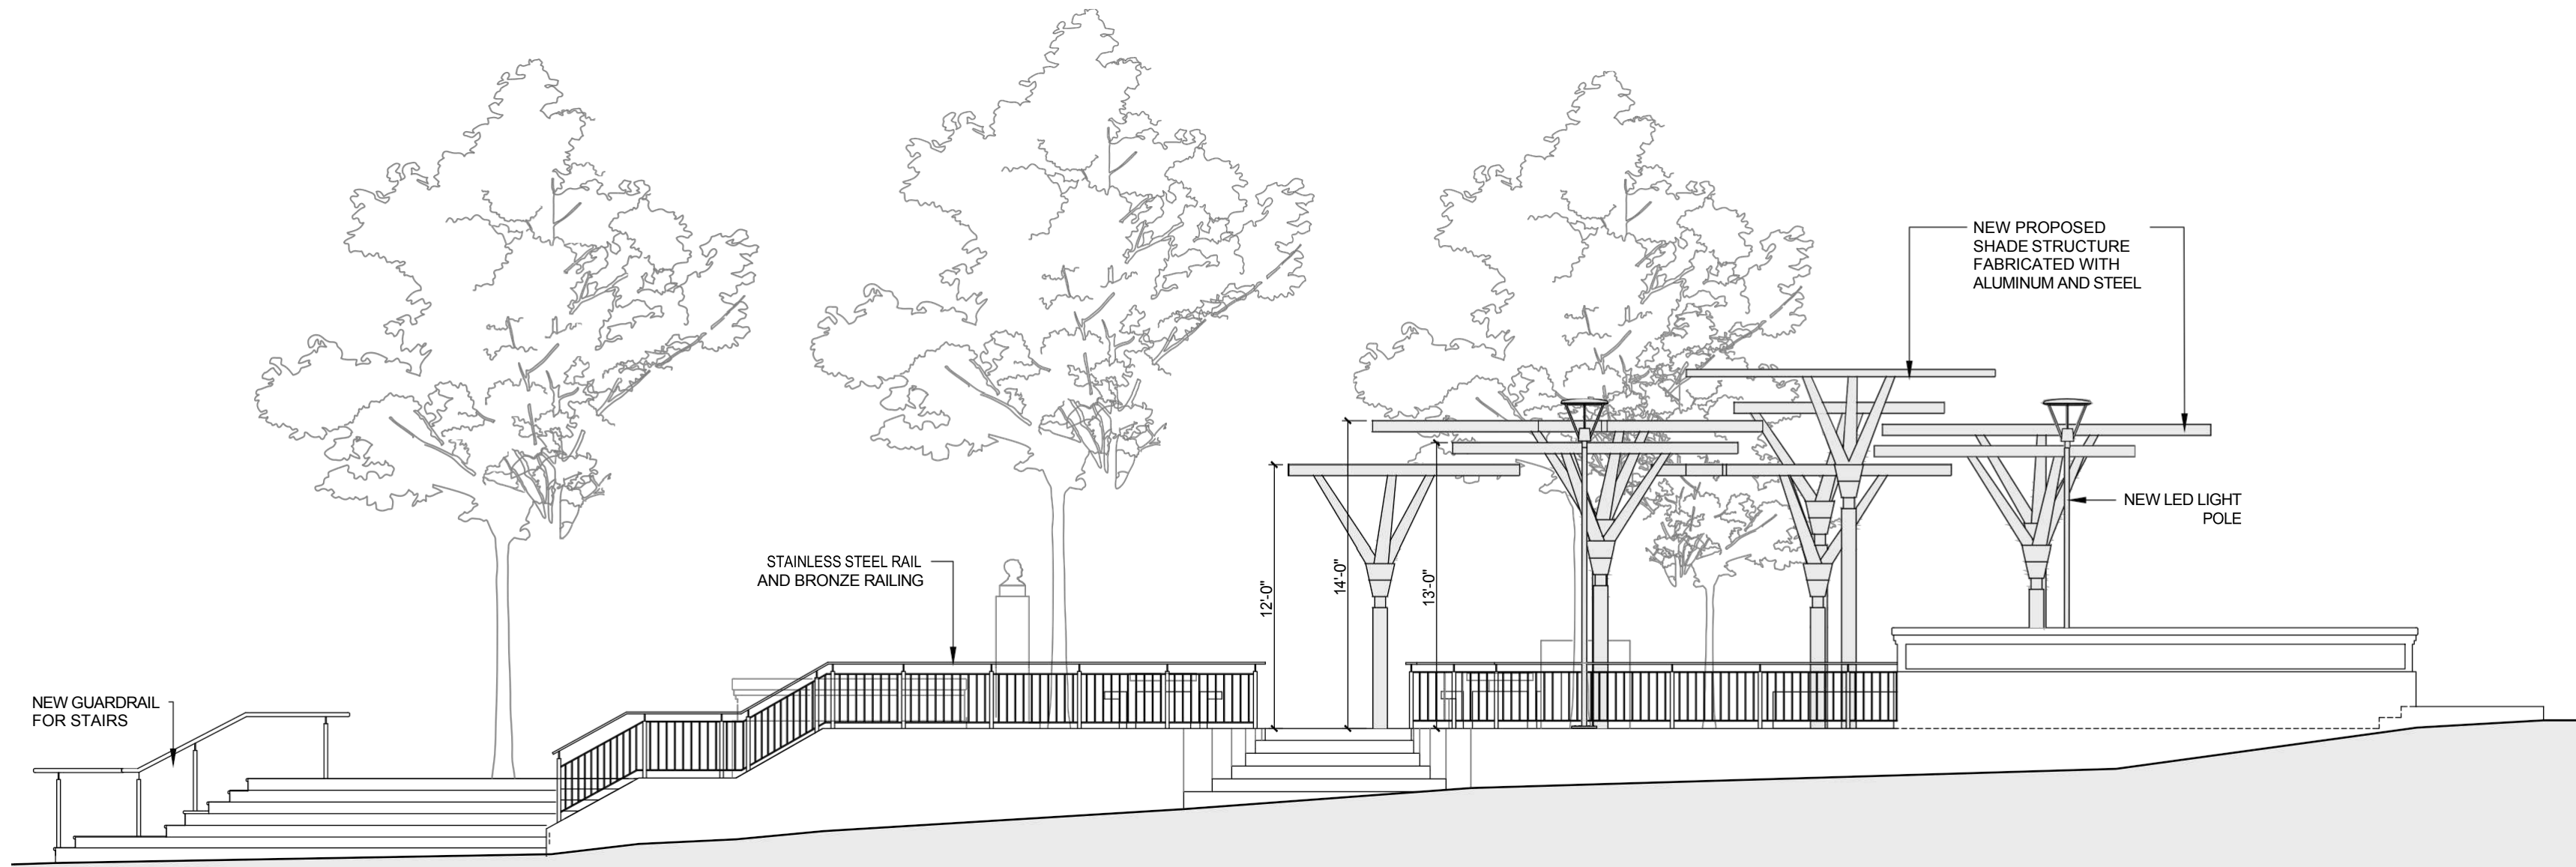 NEW PROPOSED
SHADE STRUCTURE
FABRICATED WITH
ALUMINUM AND STEEL
NEW LED LIGHT
POLE
STAINLESS STEEL RAIL
AND BRONZE RAILING
12'-0"
14'-0"
13'-0"
NEW GUARDRAIL
FOR STAIRS